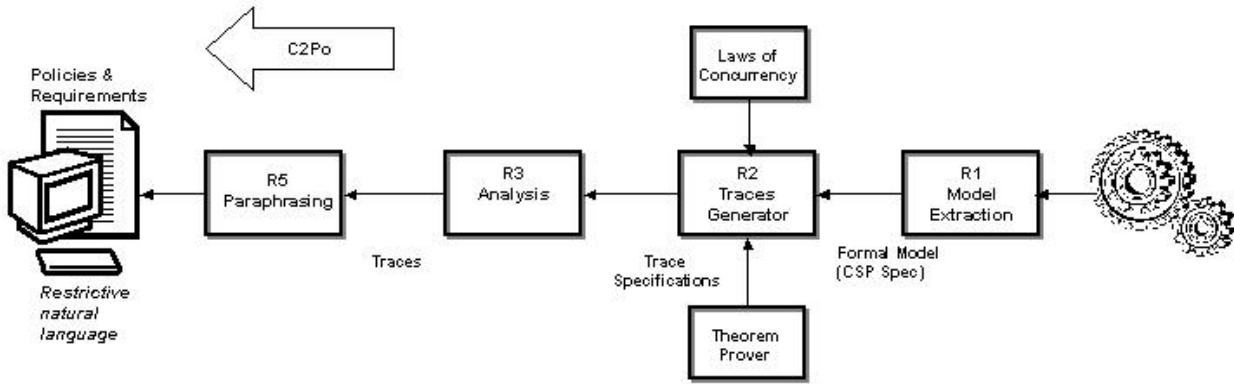 C2Po
Laws of
Concurrency
Policies &
Requirements
R5
Paraphrasing
R3
Analysis
R2
Traces
Generator
R1
Model
Extraction
Traces
Trace
Specifications
Formal Model
(CSP Spec)
Restrictive
natural
language
Theorem
Prover